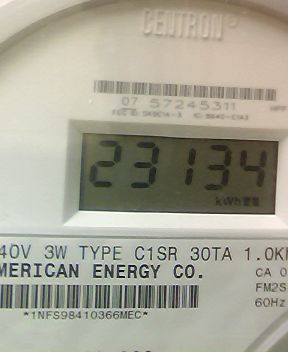 CENTRON
07 57245311
23134
kWh
40V 3W TYPE C1SR 30TA 1.0K
MERICAN ENERGY CO.
CA 0
FM2S
60Hz
*1NFS98410366MEC*